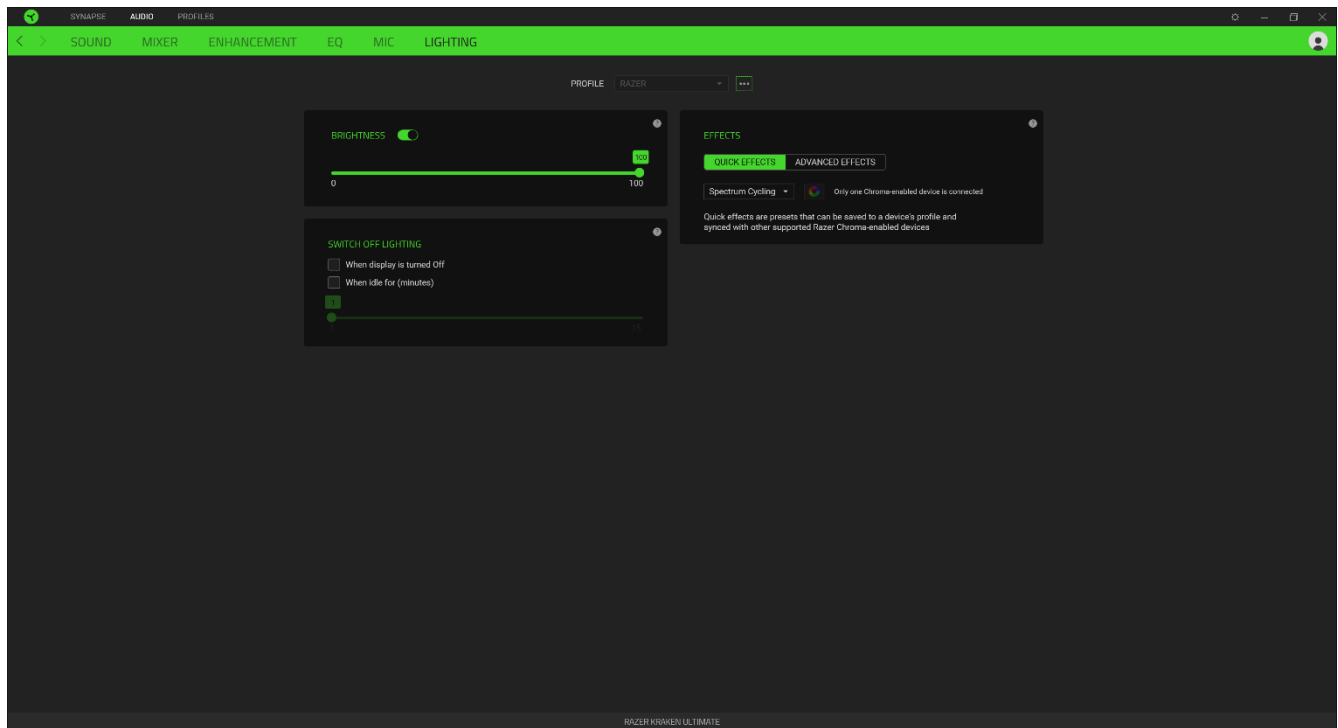 SYNAPSE AUDIO PROFILES
SOUND MIXER ENHANCEMENT EQ MIC LIGHTING
PROFILE RAZER
BRIGHTNESS
100
0 100
SWITCH OFF LIGHTING
When display is turned Off
When idle for (minutes)
1
1 15
EFFECTS
QUICK EFFECTS ADVANCED EFFECTS
Spectrum Cycling Only one Chroma-enabled device is connected
Quick effects are presets that can be saved to a device's profile and
synced with other supported Razer Chroma-enabled devices
RAZER KRAKEN ULTIMATE